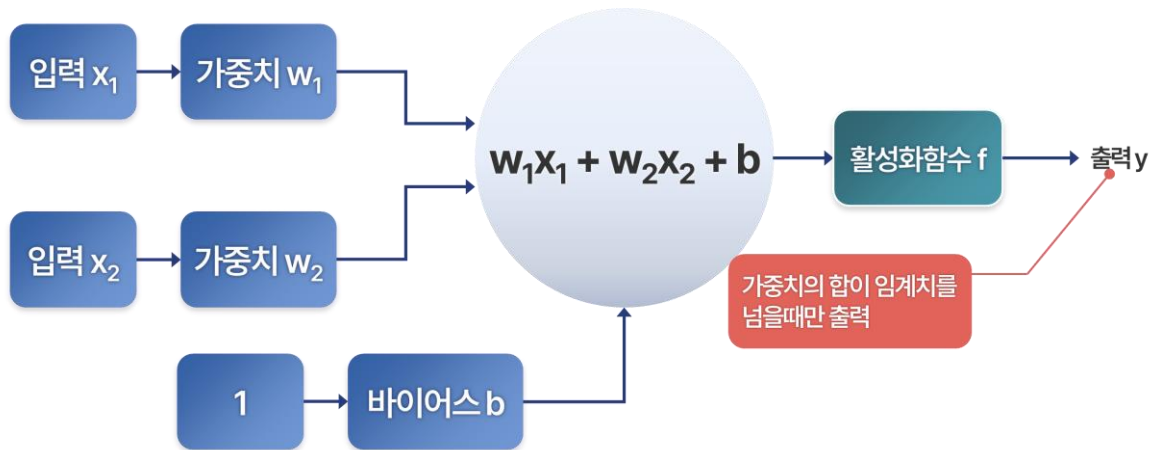 입력 x₁
가중치 w₁
w₁x₁ + w₂x₂ + b
활성화함수 f
출력 y
입력 x₂
가중치 w₂
가중치의 합이 임계치를
넘을때만 출력
1
바이어스 b